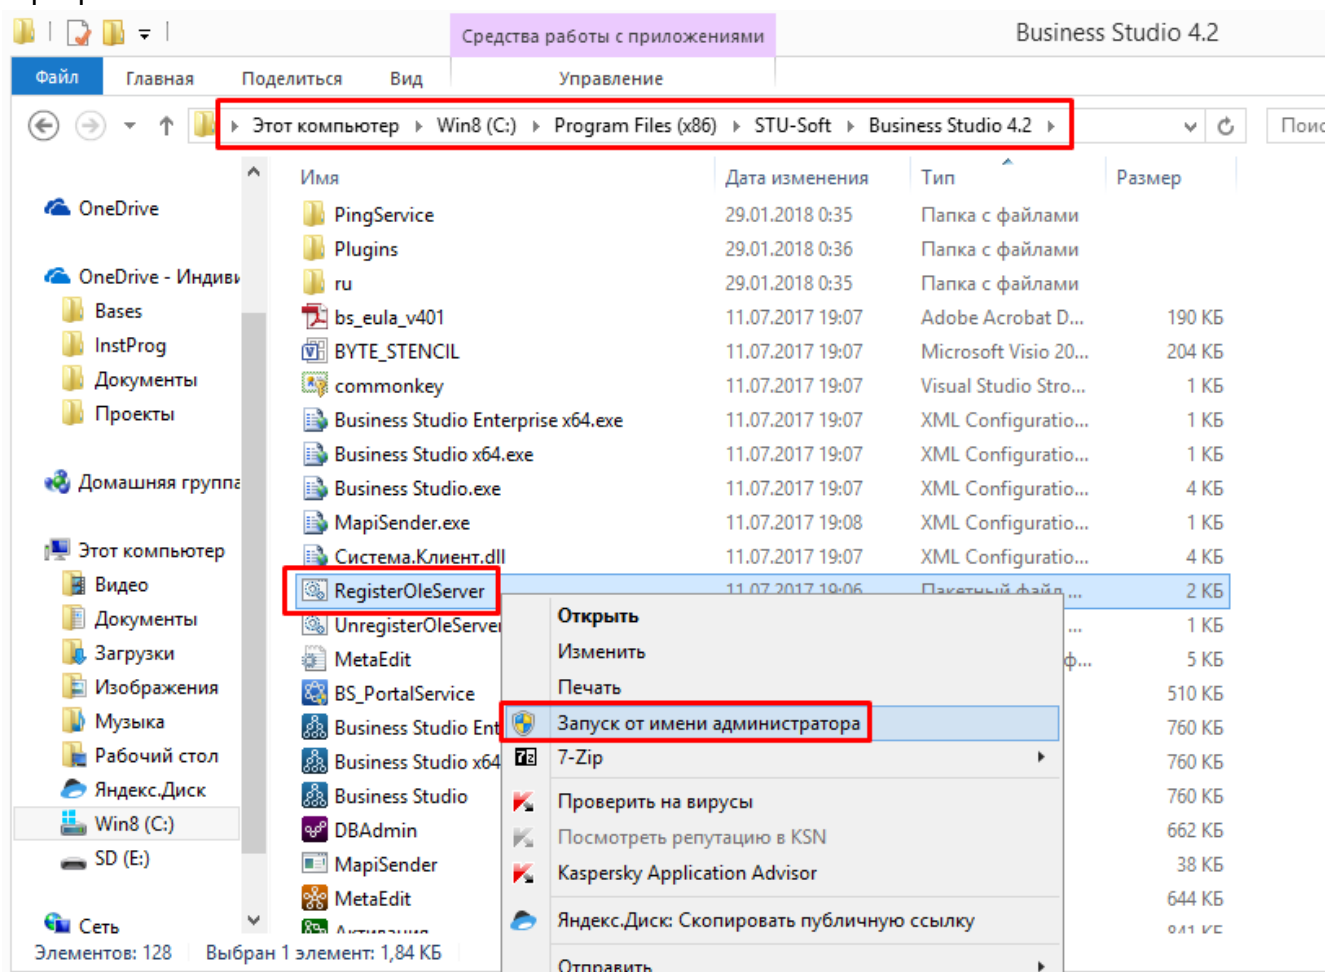 Business Studio 4.2
Средства работы с приложениями
Файл Главная Поделиться Вид Управление
Этот компьютер Win8 (C:) Program Files (x86) STU-Soft Business Studio 4.2
Имя Дата изменения Тип Размер
OneDrive
OneDrive - Индиви
Bases
InstProg
Документы
Проекты
Домашняя группа
Этот компьютер
Видео
Документы
Загрузки
Изображения
Музыка
Рабочий стол
Яндекс.Диск
Win8 (C:)
SD (E:)
Сеть
PingService 29.01.2018 0:35 Папка с файлами
Plugins 29.01.2018 0:36 Папка с файлами
ru 29.01.2018 0:35 Папка с файлами
bs_eula_v401 11.07.2017 19:07 Adobe Acrobat D... 190 КБ
BYTE_STENCIL 11.07.2017 19:07 Microsoft Visio 20... 204 КБ
commonkey 11.07.2017 19:07 Visual Studio Stro... 1 КБ
Business Studio Enterprise x64.exe 11.07.2017 19:07 XML Configuratio... 1 КБ
Business Studio x64.exe 11.07.2017 19:07 XML Configuratio... 1 КБ
Business Studio.exe 11.07.2017 19:07 XML Configuratio... 4 КБ
MapiSender.exe 11.07.2017 19:08 XML Configuratio... 1 КБ
Система.Клиент.dll 11.07.2017 19:07 XML Configuratio... 4 КБ
RegisterOleServer 11.07.2017 19:06 Пакетный файл ... 2 КБ
UnregisterOleServer ... 1 КБ
MetaEdit ф... 5 КБ
BS_PortalService 510 КБ
Business Studio Ent 760 КБ
Business Studio x64 760 КБ
Business Studio 760 КБ
DBAdmin 662 КБ
MapiSender 38 КБ
MetaEdit 644 КБ
Активация 841 КБ
Открыть
Изменить
Печать
Запуск от имени администратора
7-Zip
Проверить на вирусы
Посмотреть репутацию в KSN
Kaspersky Application Advisor
Яндекс.Диск: Скопировать публичную ссылку
Отправить
Элементов: 128 Выбран 1 элемент: 1,84 КБ